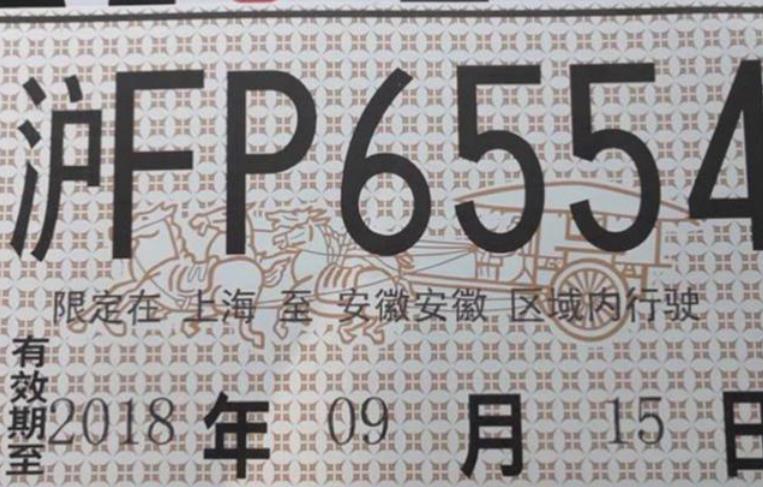 沪FP6554
限定在 上海 至 安徽安徽 区域内行驶
有效期至 2018 年 09 月 15 日